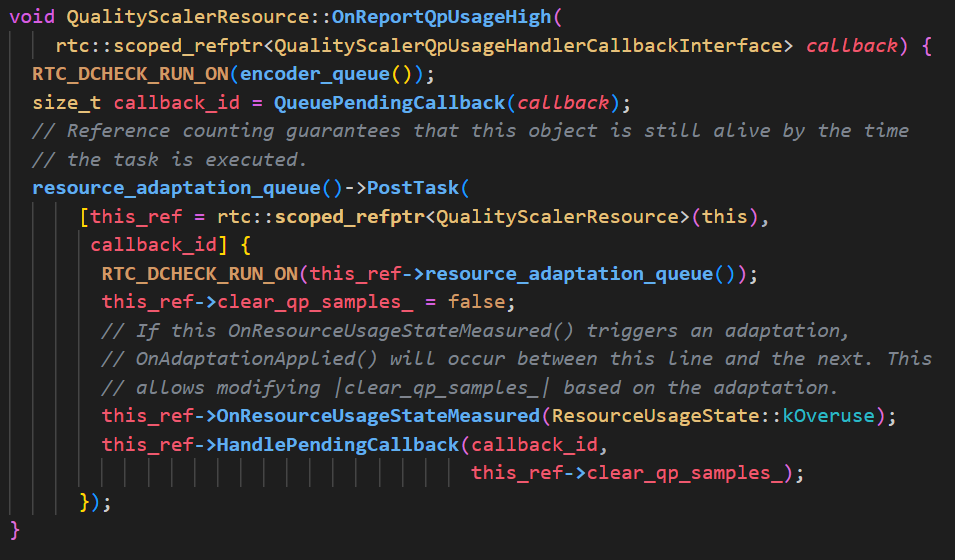 void QualityScalerResource::OnReportQpUsageHigh(
    rtc::scoped_refptr<QualityScalerQpUsageHandlerCallbackInterface> callback) {
  RTC_DCHECK_RUN_ON(encoder_queue());
  size_t callback_id = QueuePendingCallback(callback);
  // Reference counting guarantees that this object is still alive by the time
  // the task is executed.
  resource_adaptation_queue()->PostTask(
      [this_ref = rtc::scoped_refptr<QualityScalerResource>(this),
       callback_id] {
        RTC_DCHECK_RUN_ON(this_ref->resource_adaptation_queue());
        this_ref->clear_qp_samples_ = false;
        // If this OnResourceUsageStateMeasured() triggers an adaptation,
        // OnAdaptationApplied() will occur between this line and the next. This
        // allows modifying |clear_qp_samples_| based on the adaptation.
        this_ref->OnResourceUsageStateMeasured(ResourceUsageState::kOveruse);
        this_ref->HandlePendingCallback(callback_id,
                                        this_ref->clear_qp_samples_);
      });
}